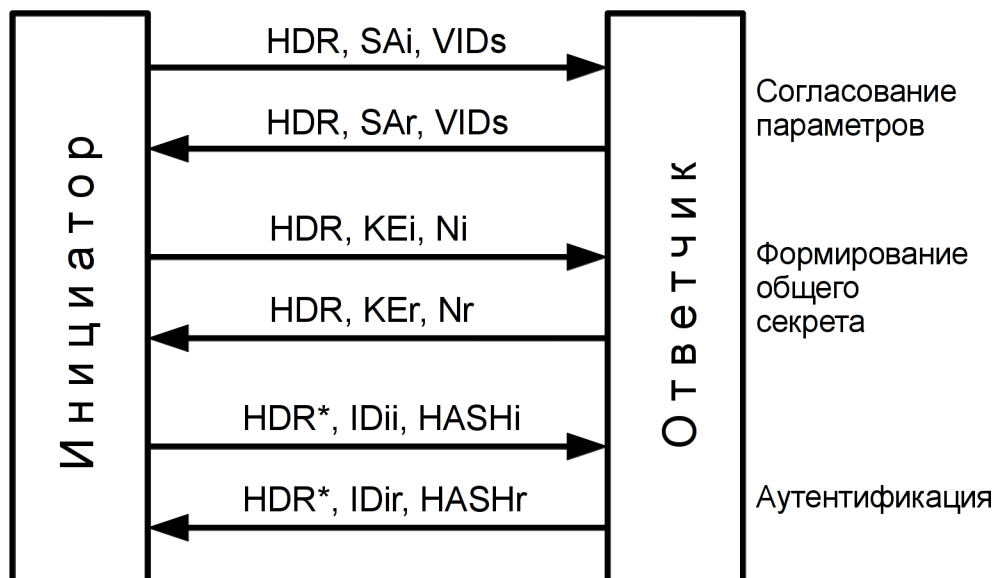 Инициатор
HDR, SAi, VIDs
HDR, SAr, VIDs
HDR, KEi, Ni
HDR, KEr, Nr
HDR*, IDii, HASHi
HDR*, IDir, HASHr
Ответчик
Согласование
параметров
Формирование
общего
секрета
Аутентификация